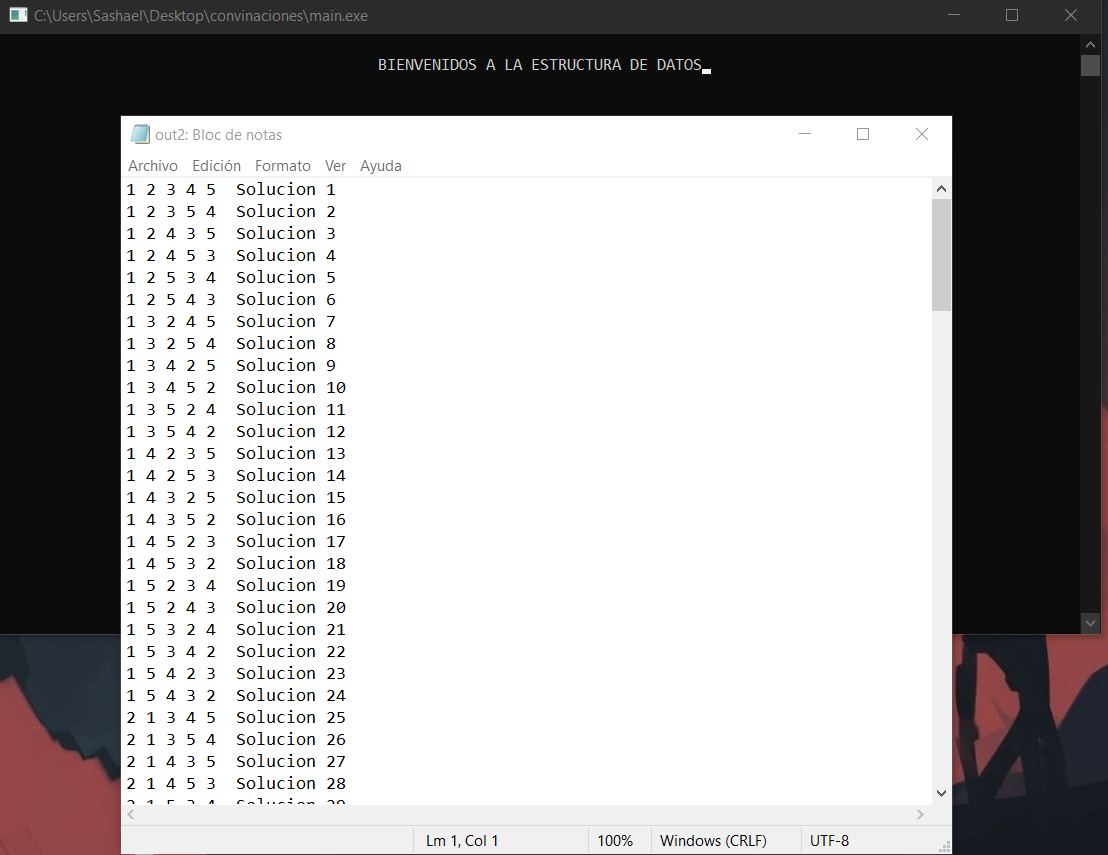 C:\Users\Sashael\Desktop\convinaciones\main.exe
BIENVENIDOS A LA ESTRUCTURA DE DATOS
out2: Bloc de notas
Archivo Edición Formato Ver Ayuda
1 2 3 4 5 Solucion 1
1 2 3 5 4 Solucion 2
1 2 4 3 5 Solucion 3
1 2 4 5 3 Solucion 4
1 2 5 3 4 Solucion 5
1 2 5 4 3 Solucion 6
1 3 2 4 5 Solucion 7
1 3 2 5 4 Solucion 8
1 3 4 2 5 Solucion 9
1 3 4 5 2 Solucion 10
1 3 5 2 4 Solucion 11
1 3 5 4 2 Solucion 12
1 4 2 3 5 Solucion 13
1 4 2 5 3 Solucion 14
1 4 3 2 5 Solucion 15
1 4 3 5 2 Solucion 16
1 4 5 2 3 Solucion 17
1 4 5 3 2 Solucion 18
1 5 2 3 4 Solucion 19
1 5 2 4 3 Solucion 20
1 5 3 2 4 Solucion 21
1 5 3 4 2 Solucion 22
1 5 4 2 3 Solucion 23
1 5 4 3 2 Solucion 24
2 1 3 4 5 Solucion 25
2 1 3 5 4 Solucion 26
2 1 4 3 5 Solucion 27
2 1 4 5 3 Solucion 28
Lm 1, Col 1 100% Windows (CRLF) UTF-8